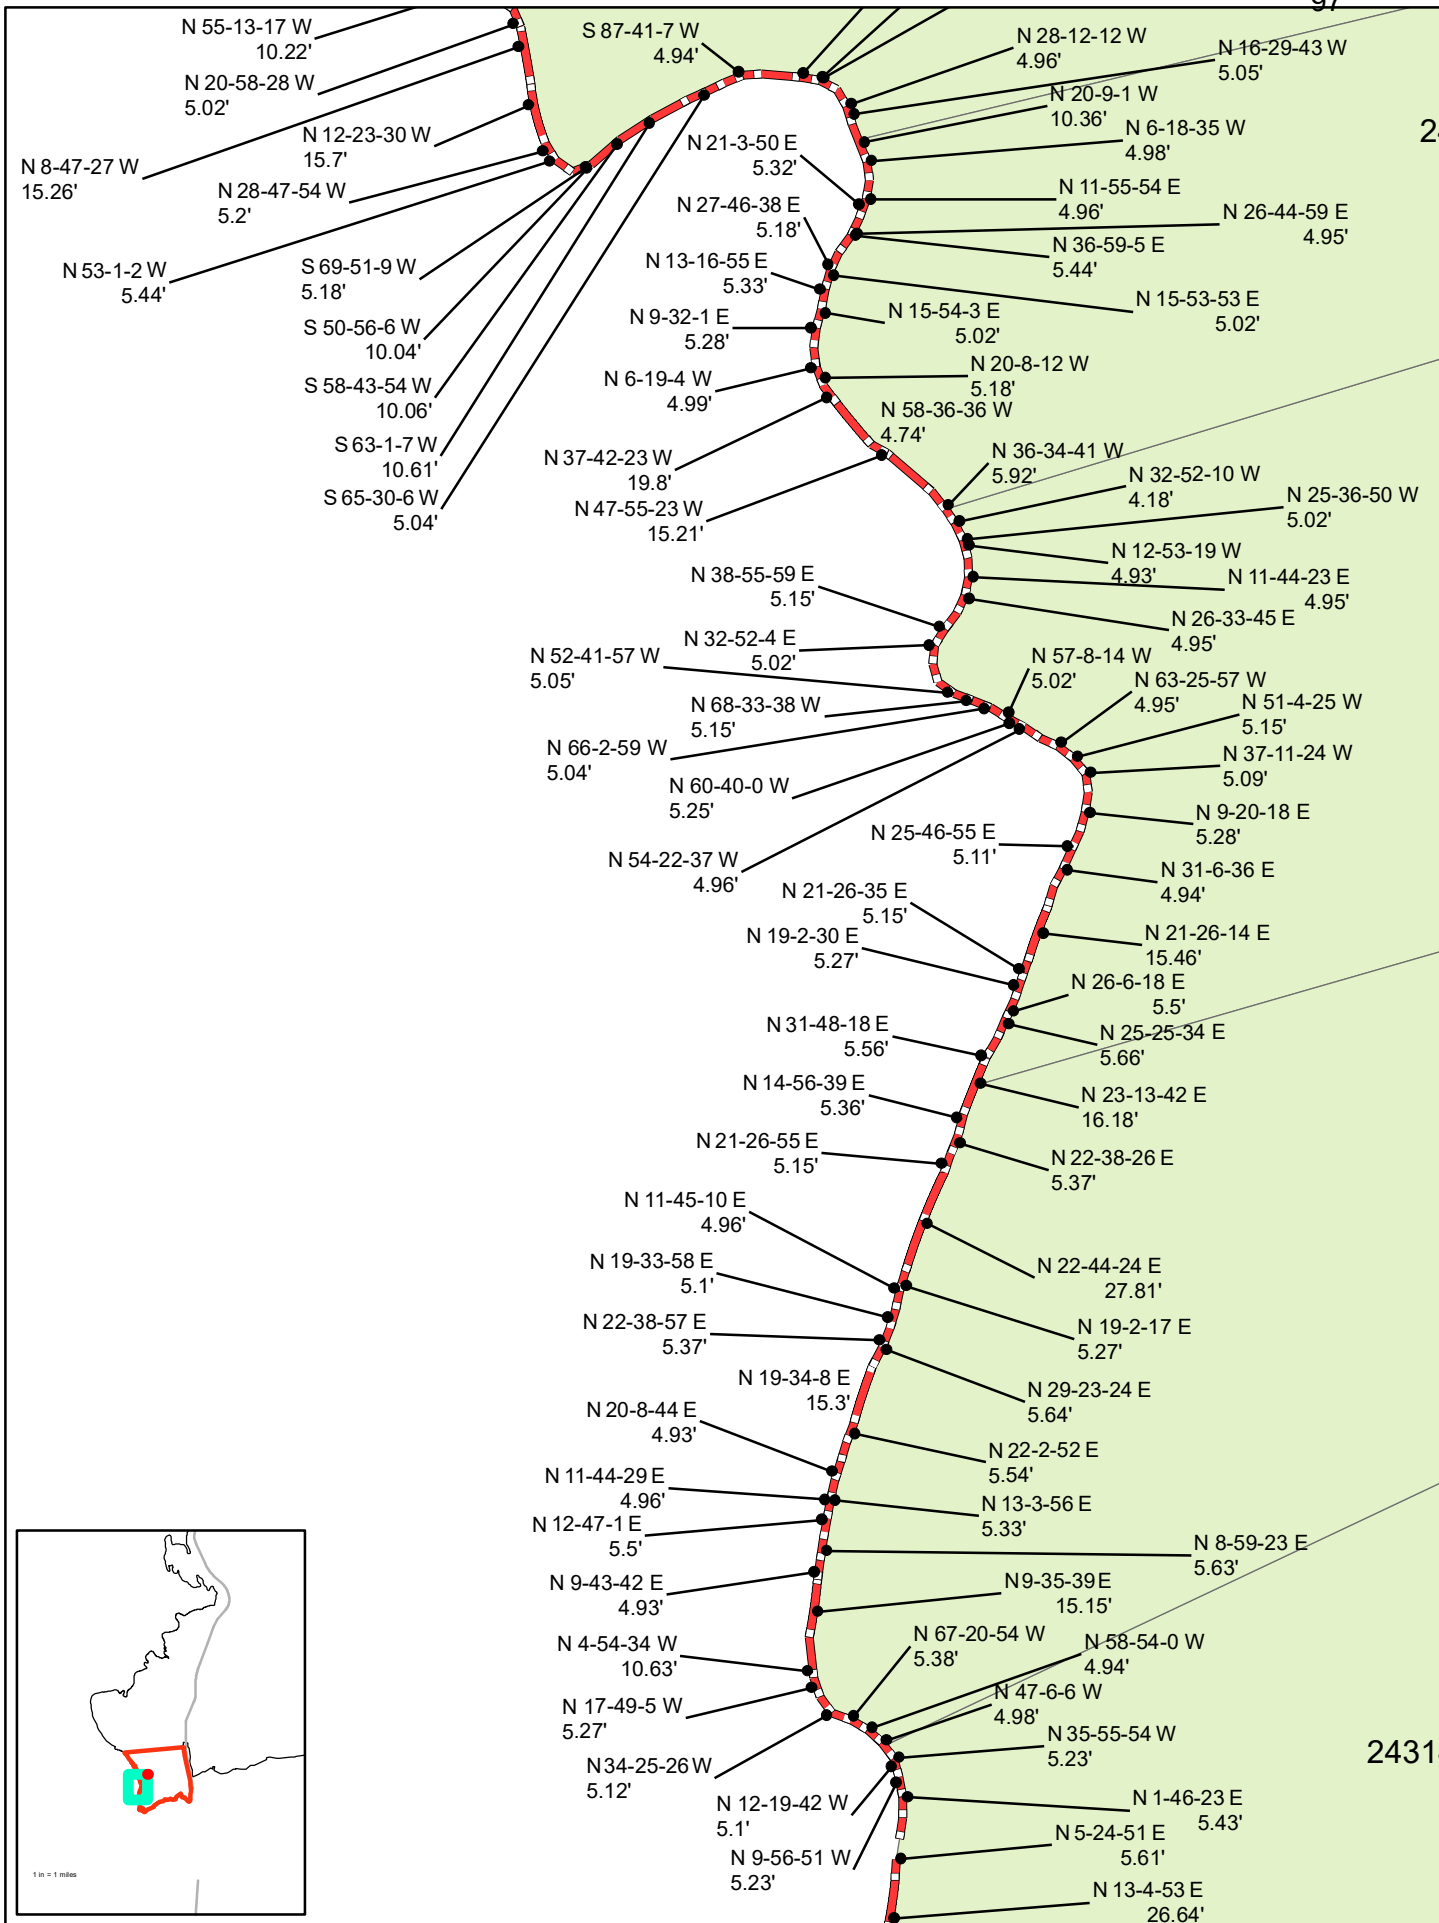 97
N 55-13-17 W
10.22'
S 87-41-7 W
4.94'
N 28-12-12 W
4.96'
N 16-29-43 W
5.05'
N 20-58-28 W
5.02'
N 20-9-1 W
10.36'
N 12-23-30 W
15.7'
N 21-3-50 E
5.32'
N 6-18-35 W
4.98'
N 8-47-27 W
15.26'
N 28-47-54 W
5.2'
N 11-55-54 E
4.96'
N 27-46-38 E
5.18'
N 26-44-59 E
4.95'
N 36-59-5 E
5.44'
N 53-1-2 W
5.44'
S 69-51-9 W
5.18'
N 13-16-55 E
5.33'
N 15-53-53 E
5.02'
S 50-56-6 W
10.04'
N 9-32-1 E
5.28'
N 15-54-3 E
5.02'
S 58-43-54 W
10.06'
N 6-19-4 W
4.99'
N 20-8-12 W
5.18'
N 58-36-36 W
4.74'
S 63-1-7 W
10.61'
N 37-42-23 W
19.8'
N 36-34-41 W
5.92'
S 65-30-6 W
5.04'
N 47-55-23 W
15.21'
N 32-52-10 W
4.18'
N 25-36-50 W
5.02'
N 12-53-19 W
4.93'
N 38-55-59 E
5.15'
N 11-44-23 E
4.95'
N 26-33-45 E
4.95'
N 32-52-4 E
5.02'
N 52-41-57 W
5.05'
N 57-8-14 W
5.02'
N 63-25-57 W
4.95'
N 68-33-38 W
5.15'
N 51-4-25 W
5.15'
N 66-2-59 W
5.04'
N 37-11-24 W
5.09'
N 60-40-0 W
5.25'
N 9-20-18 E
5.28'
N 25-46-55 E
5.11'
N 54-22-37 W
4.96'
N 31-6-36 E
4.94'
N 21-26-35 E
5.15'
N 19-2-30 E
5.27'
N 21-26-14 E
15.46'
N 26-6-18 E
5.5'
N 31-48-18 E
5.56'
N 25-25-34 E
5.66'
N 14-56-39 E
5.36'
N 23-13-42 E
16.18'
N 21-26-55 E
5.15'
N 22-38-26 E
5.37'
N 11-45-10 E
4.96'
N 19-33-58 E
5.1'
N 22-44-24 E
27.81'
N 22-38-57 E
5.37'
N 19-2-17 E
5.27'
N 19-34-8 E
15.3'
N 29-23-24 E
5.64'
N 20-8-44 E
4.93'
N 22-2-52 E
5.54'
N 11-44-29 E
4.96'
N 13-3-56 E
5.33'
N 12-47-1 E
5.5'
N 8-59-23 E
5.63'
N 9-43-42 E
4.93'
N 9-35-39 E
15.15'
N 4-54-34 W
10.63'
N 67-20-54 W
5.38'
N 58-54-0 W
4.94'
N 17-49-5 W
5.27'
N 47-6-6 W
4.98'
N 34-25-26 W
5.12'
N 35-55-54 W
5.23'
2431
N 12-19-42 W
5.1'
N 1-46-23 E
5.43'
N 9-56-51 W
5.23'
N 5-24-51 E
5.61'
N 13-4-53 E
26.64'
1 in = 1 miles